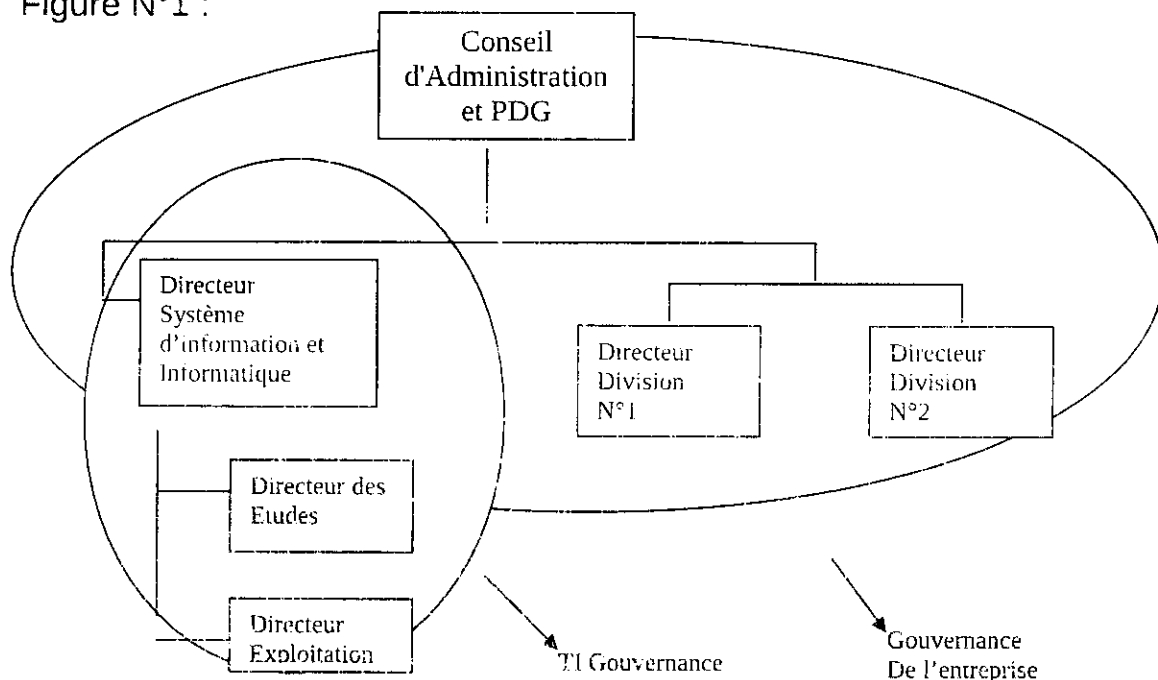 Figure N°1 :
Conseil
d'Administration
et PDG
Directeur
Système
d'information et
Informatique
Directeur
Division
N°1
Directeur
Division
N°2
Directeur des
Etudes
Directeur
Exploitation
TI Gouvernance
Gouvernance
De l'entreprise